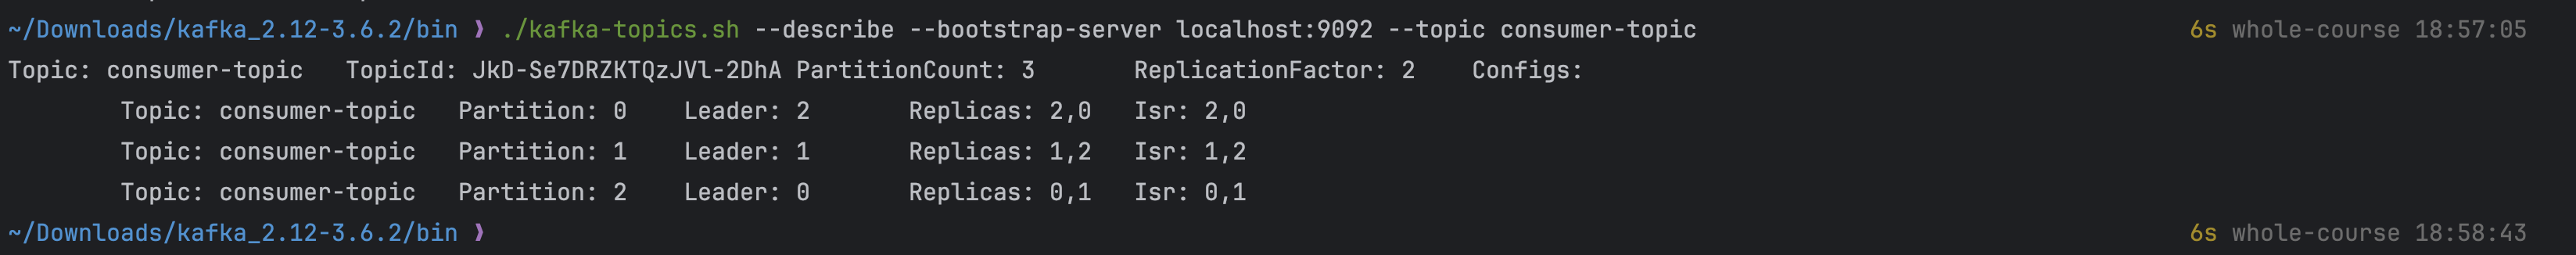 ~/Downloads/kafka_2.12-3.6.2/bin ❯ ./kafka-topics.sh --describe --bootstrap-server localhost:9092 --topic consumer-topic 6s whole-course 18:57:05
Topic: consumer-topic TopicId: JkD-Se7DRZKTQzJVl-2DhA PartitionCount: 3 ReplicationFactor: 2 Configs:
Topic: consumer-topic Partition: 0 Leader: 2 Replicas: 2,0 Isr: 2,0
Topic: consumer-topic Partition: 1 Leader: 1 Replicas: 1,2 Isr: 1,2
Topic: consumer-topic Partition: 2 Leader: 0 Replicas: 0,1 Isr: 0,1
~/Downloads/kafka_2.12-3.6.2/bin ❯ 6s whole-course 18:58:43